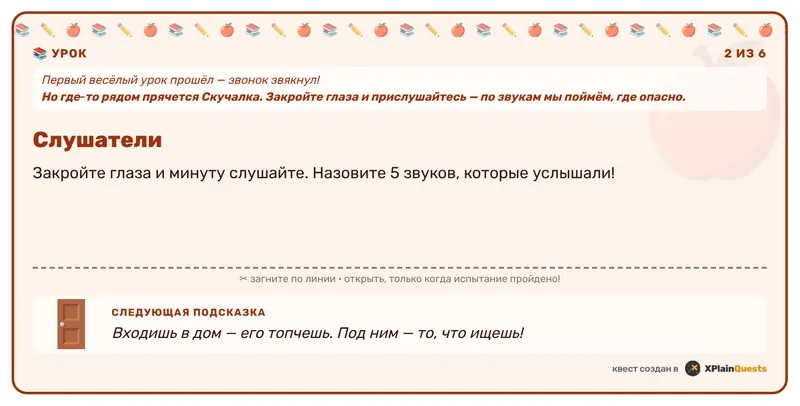 📚 УРОК
2 ИЗ 6
Первый весёлый урок прошёл — звонок звякнул!
Но где-то рядом прячется Скучалка. Закройте глаза и прислушайтесь — по звукам мы поймём, где опасно.
Слушатели
Закройте глаза и минуту слушайте. Назовите 5 звуков, которые услышали!
✂ загните по линии · открыть, только когда испытание пройдено!
СЛЕДУЮЩАЯ ПОДСКАЗКА
Входишь в дом — его топчешь. Под ним — то, что ищешь!
квест создан в XPlainQuests